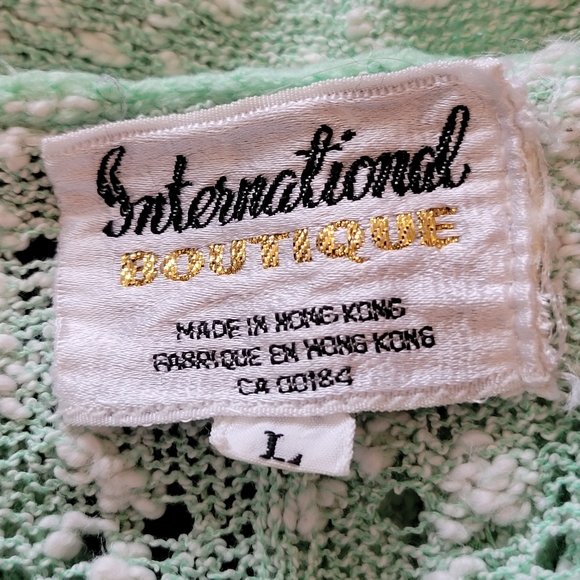 International
BOUTIQUE
MADE IN HONG KONG
FABRIQUE EN HONG KONG
CA 00184
L